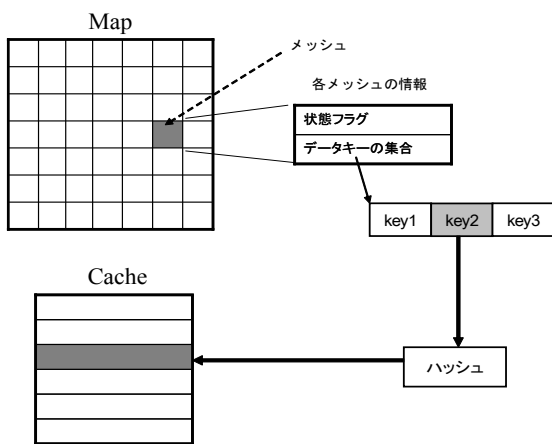 Map
メッシュ
各メッシュの情報
状態フラグ
データキーの集合
key1 key2 key3
Cache
ハッシュ